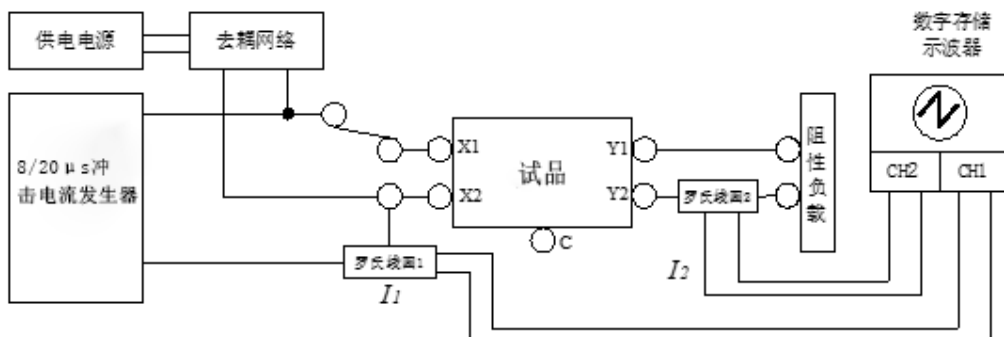 供电电源
去耦网络
数字存储
示波器
8/20μs冲
击电流发生器
X1
X2
试品
Y1
Y2
C
罗氏线圈1
I1
罗氏线圈2
I2
阻性负载
CH2
CH1